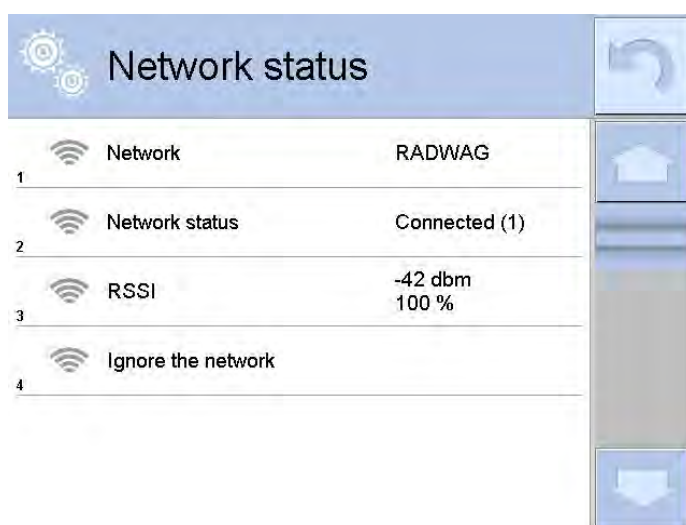 Network status
1 Network RADWAG
2 Network status Connected (1)
3 RSSI -42 dbm
100 %
4 Ignore the network